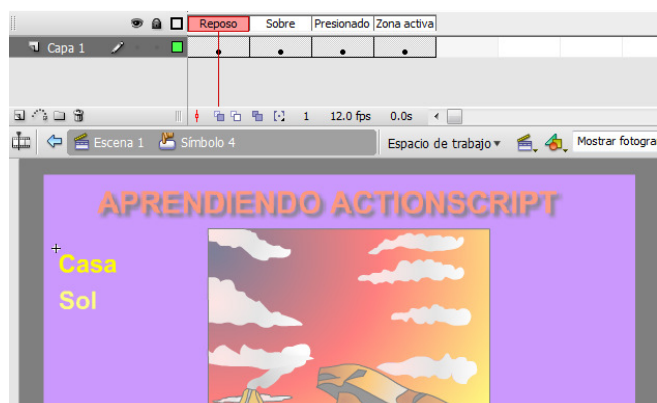 Reposo Sobre Presionado Zona activa
Capa 1
1 12.0 fps 0.0s
Escena 1 Símbolo 4 Espacio de trabajo Mostrar fotogra
APRENDIENDO ACTIONSCRIPT
Casa
Sol